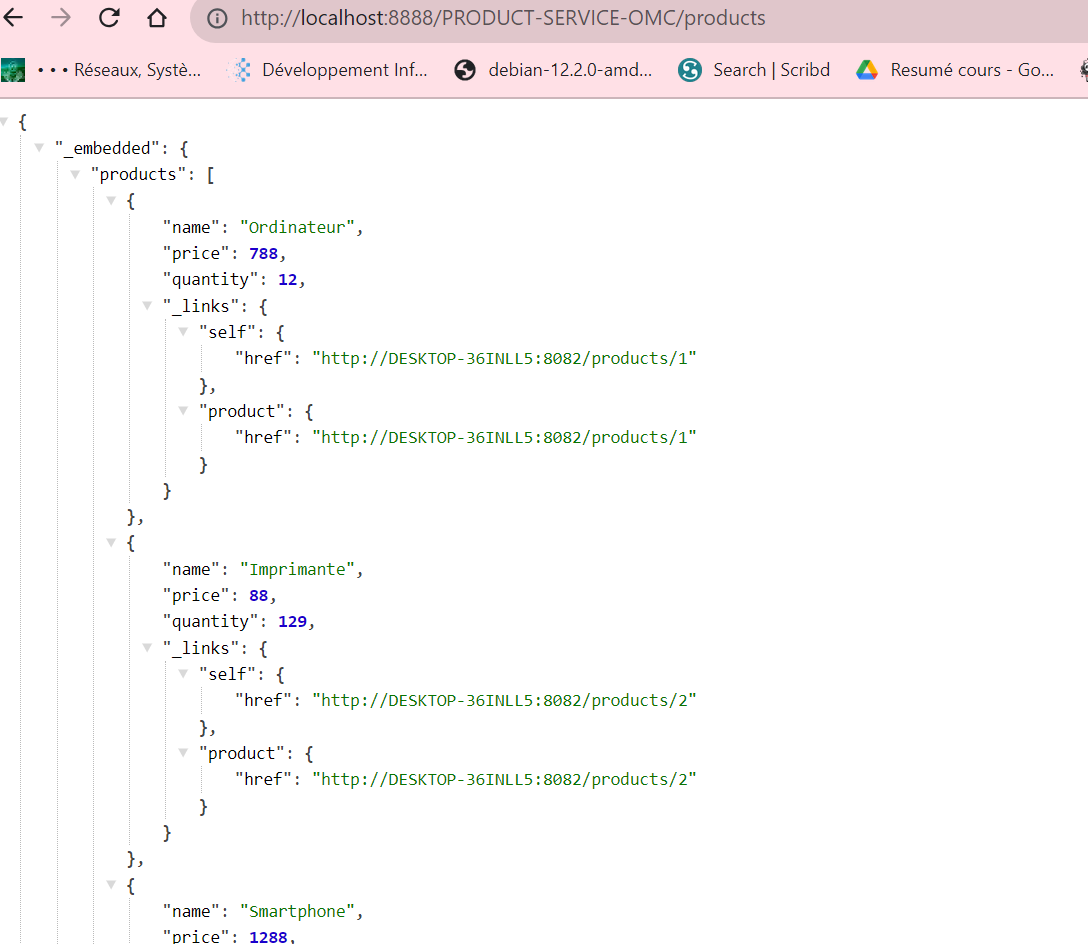 http://localhost:8888/PRODUCT-SERVICE-OMC/products
••• Réseaux, Systè... Développement Inf... debian-12.2.0-amd... Search | Scribd Resumé cours - Go...
{
"_embedded": {
"products": [
{
"name": "Ordinateur",
"price": 788,
"quantity": 12,
"_links": {
"self": {
"href": "http://DESKTOP-36INLL5:8082/products/1"
},
"product": {
"href": "http://DESKTOP-36INLL5:8082/products/1"
}
}
},
{
"name": "Imprimante",
"price": 88,
"quantity": 129,
"_links": {
"self": {
"href": "http://DESKTOP-36INLL5:8082/products/2"
},
"product": {
"href": "http://DESKTOP-36INLL5:8082/products/2"
}
}
},
{
"name": "Smartphone",
"price": 1288,